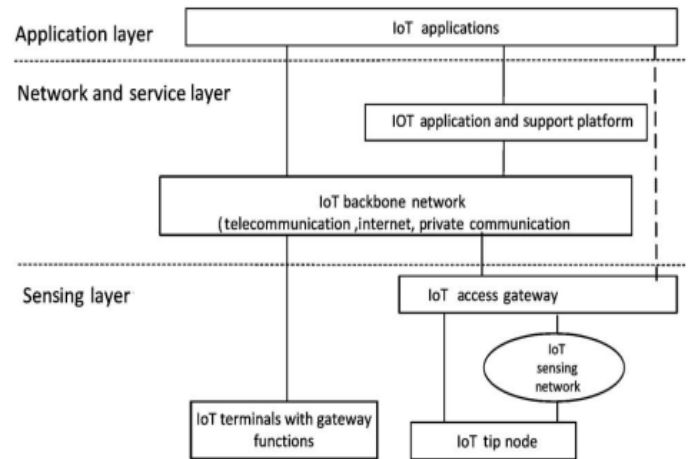 Application layer
IoT applications
Network and service layer
IOT application and support platform
IoT backbone network
(telecommunication ,internet, private communication
Sensing layer
IoT access gateway
IoT
sensing
network
IoT terminals with gateway
functions
IoT tip node